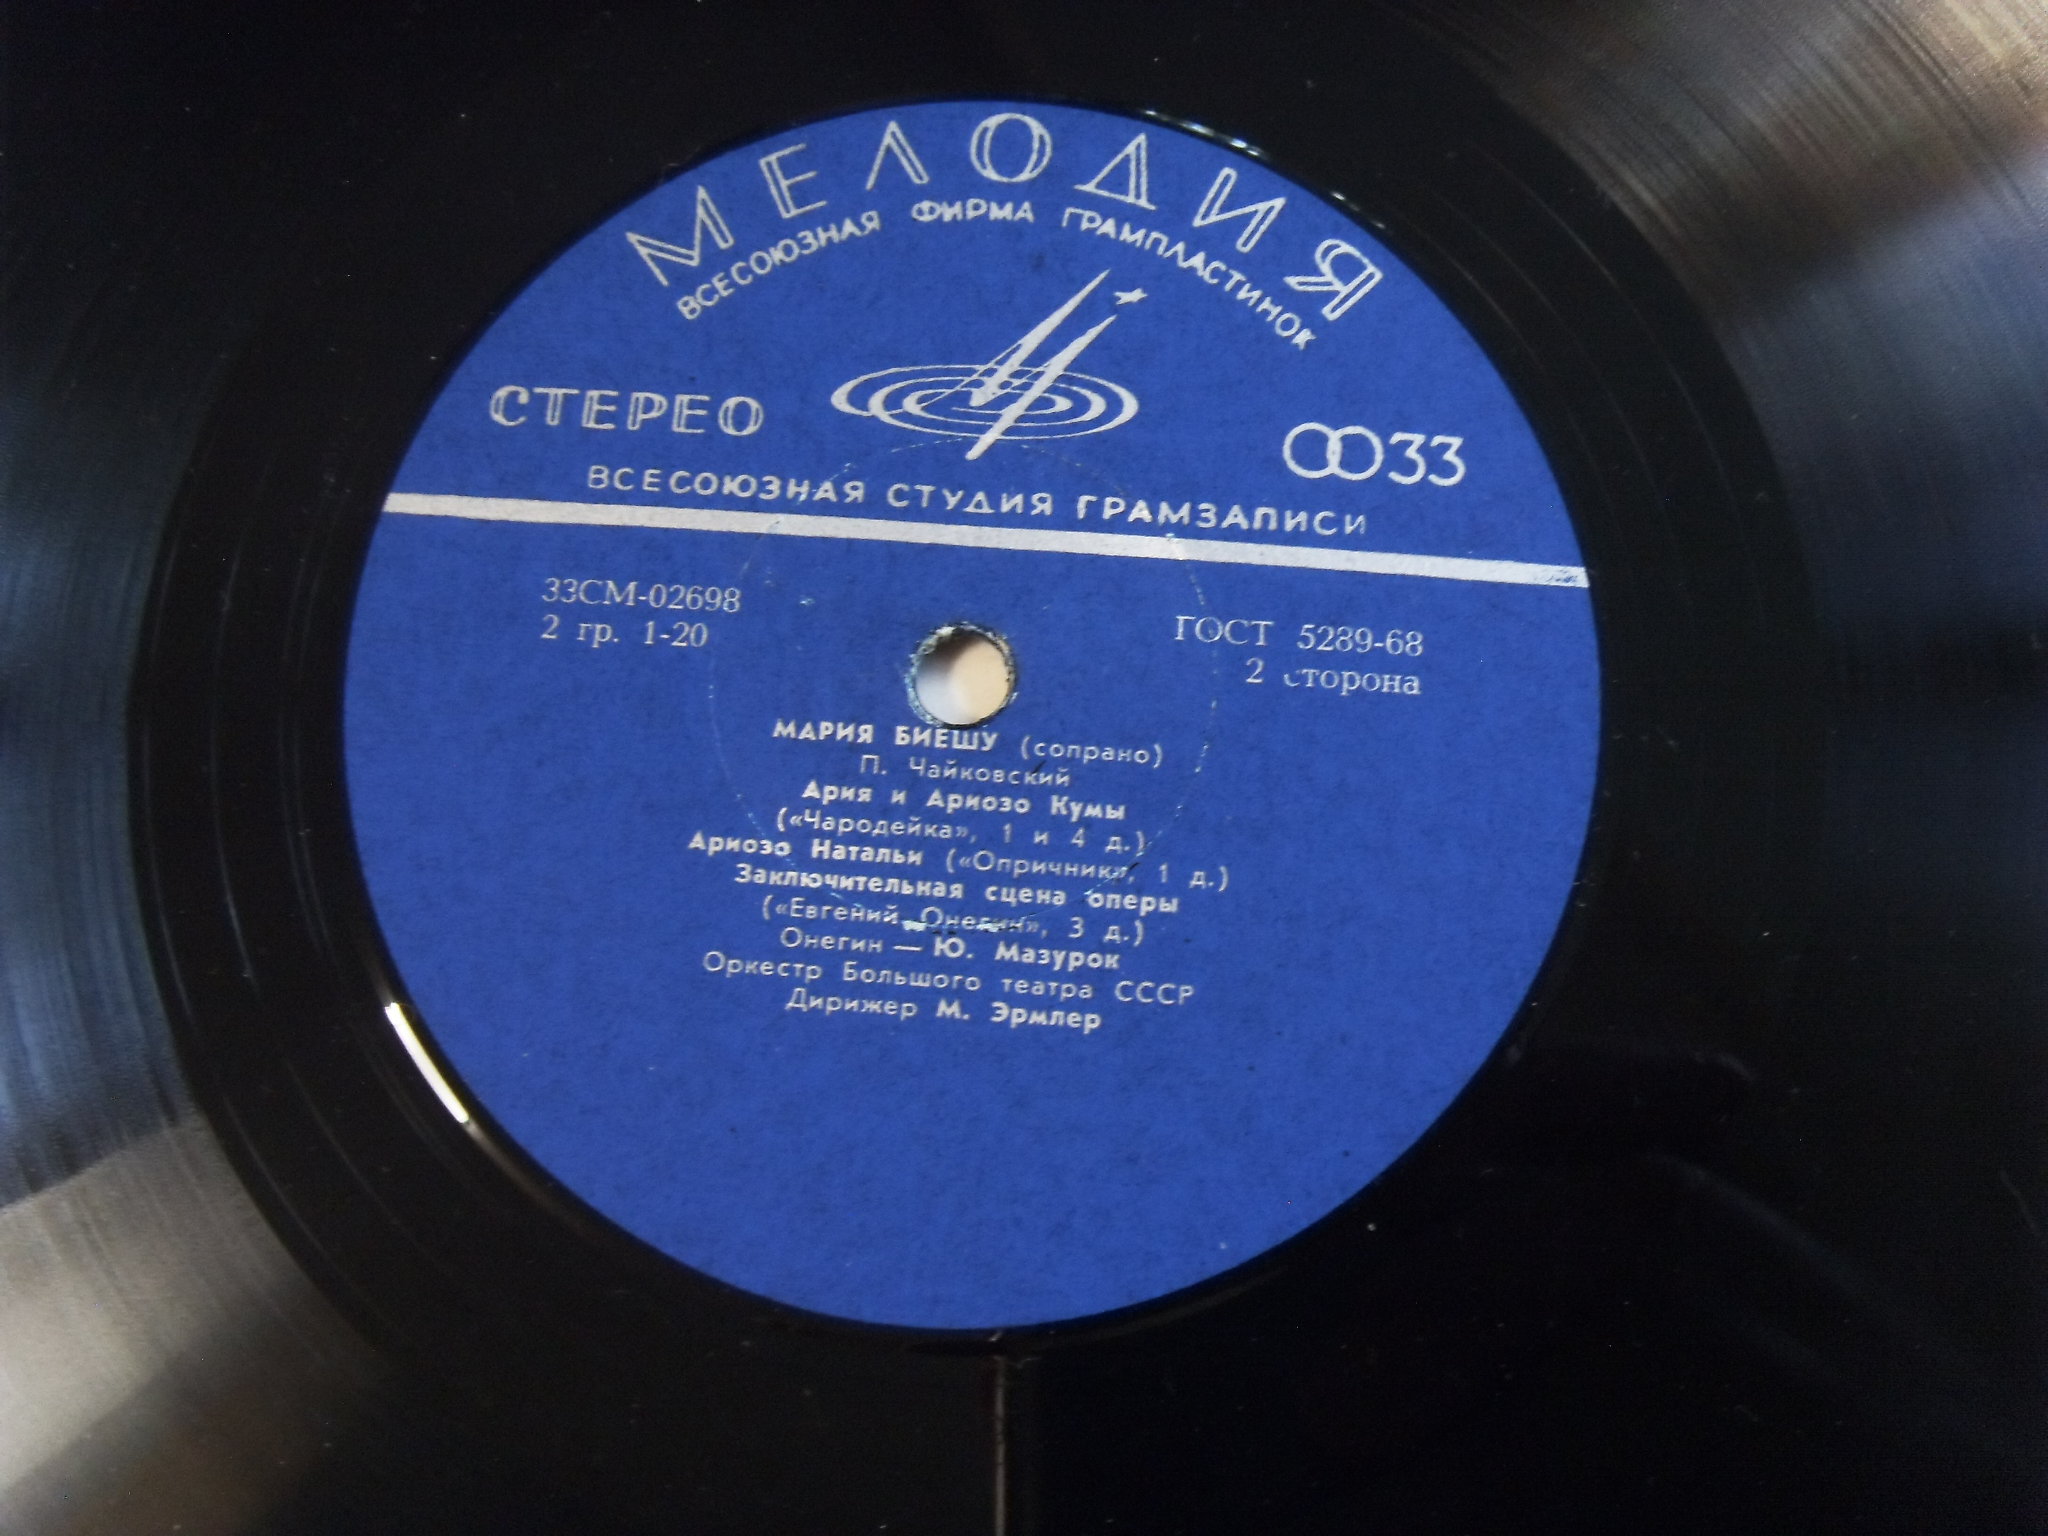 МЕЛОДИЯ
ВСЕСОЮЗНАЯ ФИРМА ГРАМПЛАСТИНОК
СТЕРЕО
33
ВСЕСОЮЗНАЯ СТУДИЯ ГРАМЗАПИСИ
33СМ-02698
2 гр. 1-20
ГОСТ 5289-68
2 сторона
МАРИЯ БИЕШУ (сопрано)
П. Чайковский
Ария и Ариозо Кумы
(«Чародейка», 1 и 4 д.)
Ариозо Натальи («Опричник», 1 д.)
Заключительная сцена оперы
(«Евгений Онегин», 3 д.)
Онегин — Ю. Мазурок
Оркестр Большого театра СССР
Дирижер М. Эрмлер